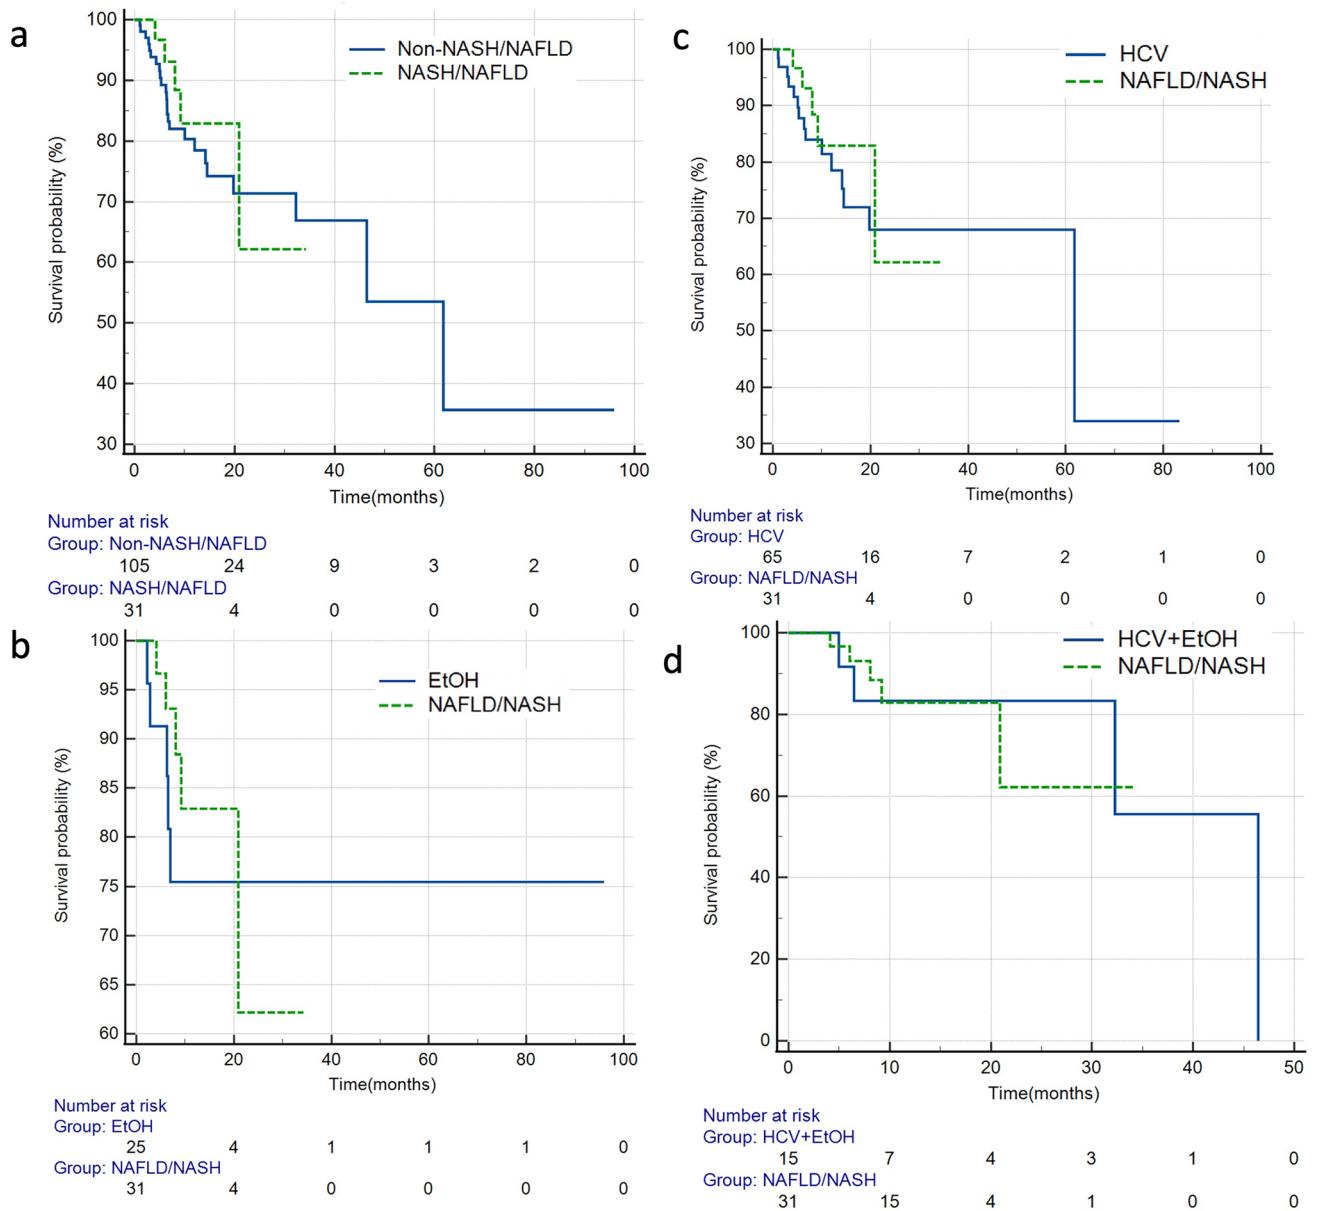 a
100
90
80
70
60
50
40
30
Survival probability (%)
Non-NASH/NAFLD
NASH/NAFLD
0 20 40 60 80 100
Time(months)
Number at risk
Group: Non-NASH/NAFLD
105 24 9 3 2 0
Group: NASH/NAFLD
31 4 0 0 0 0
b
100
95
90
85
80
75
70
65
60
Survival probability (%)
EtOH
NAFLD/NASH
0 20 40 60 80 100
Time(months)
Number at risk
Group: EtOH
25 4 1 1 1 0
Group: NAFLD/NASH
31 4 0 0 0 0
c
100
90
80
70
60
50
40
30
Survival probability (%)
HCV
NAFLD/NASH
0 20 40 60 80 100
Time(months)
Number at risk
Group: HCV
65 16 7 2 1 0
Group: NAFLD/NASH
31 4 0 0 0 0
d
100
80
60
40
20
0
Survival probability (%)
HCV+EtOH
NAFLD/NASH
0 10 20 30 40 50
Time(months)
Number at risk
Group: HCV+EtOH
15 7 4 3 1 0
Group: NAFLD/NASH
31 15 4 1 0 0